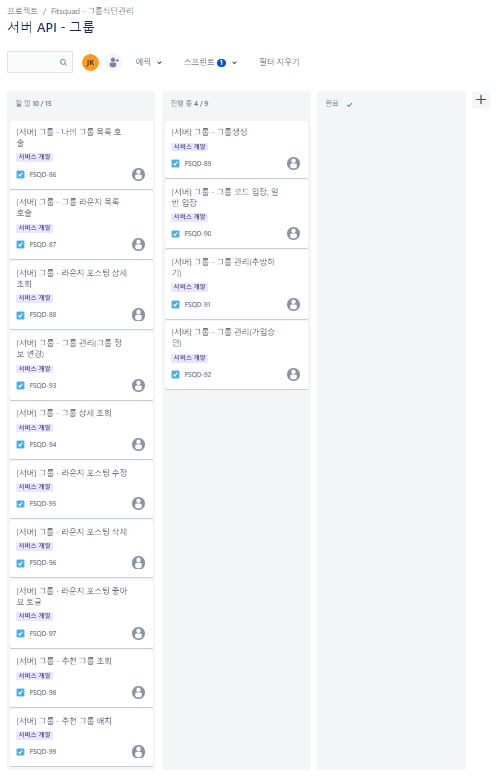 프로젝트 / Fitsquad - 그룹식단관리
서버 API - 그룹
JK
에픽
스프린트 1
필터 지우기
할 일 10 / 15
[서버] 그룹 - 나의 그룹 목록 호
출
서비스 개발
FSQD-86
[서버] 그룹 - 그룹 라운지 목록
호출
서비스 개발
FSQD-87
[서버] 그룹 - 라운지 포스팅 상세
조회
서비스 개발
FSQD-88
[서버] 그룹 - 그룹 관리(그룹 정
보 변경)
서비스 개발
FSQD-93
[서버] 그룹 - 그룹 상세 조회
서비스 개발
FSQD-94
[서버] 그룹 - 라운지 포스팅 수정
서비스 개발
FSQD-95
[서버] 그룹 - 라운지 포스팅 삭제
서비스 개발
FSQD-96
[서버] 그룹 - 라운지 포스팅 좋아
요 토글
서비스 개발
FSQD-97
[서버] 그룹 - 추천 그룹 조회
서비스 개발
FSQD-98
[서버] 그룹 - 추천 그룹 배치
서비스 개발
FSQD-99
진행 중 4 / 9
[서버] 그룹 - 그룹생성
서비스 개발
FSQD-89
[서버] 그룹 - 그룹 코드 입장, 일
반 입장
서비스 개발
FSQD-90
[서버] 그룹 - 그룹 관리(추방하
기)
서비스 개발
FSQD-91
[서버] 그룹 - 그룹 관리(가입승
인)
서비스 개발
FSQD-92
완료